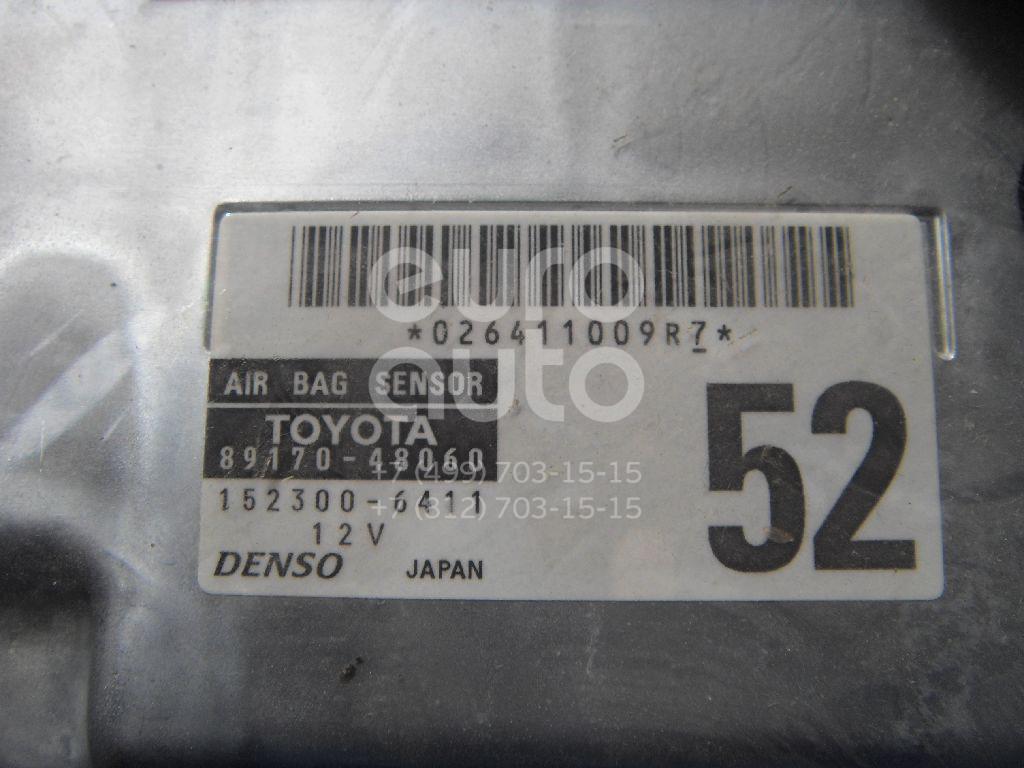 *026411009R7*
AIR BAG SENSOR
TOYOTA
89170-48060
152300-6411
12V
DENSO JAPAN
52
euro
auto
+7 (499) 703-15-15
+7 (312) 703-15-15